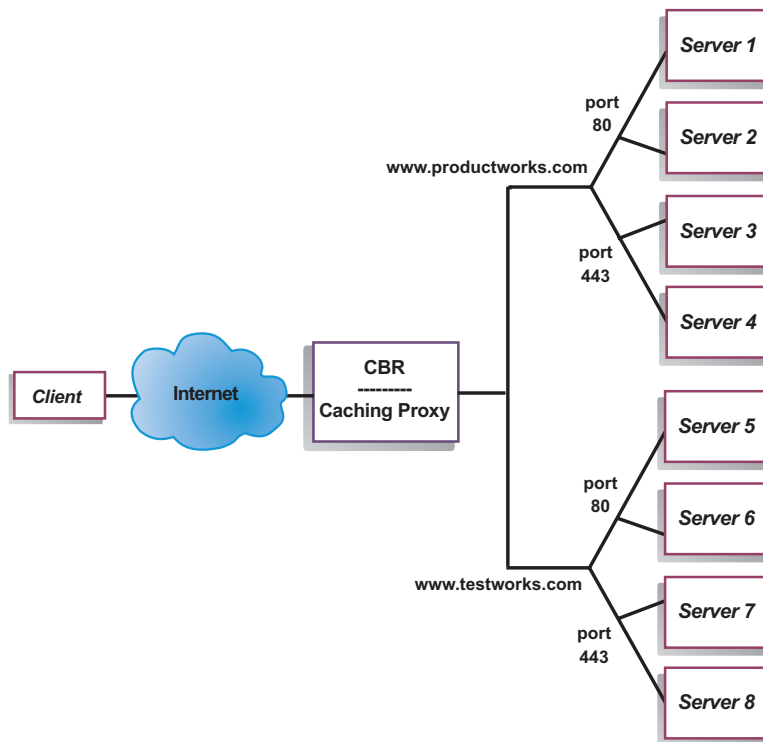 Server 1
port
80
Server 2
www.productworks.com
Server 3
port
443
Server 4
CBR
---------
Caching Proxy
Internet
Client
Server 5
port
80
Server 6
www.testworks.com
Server 7
port
443
Server 8